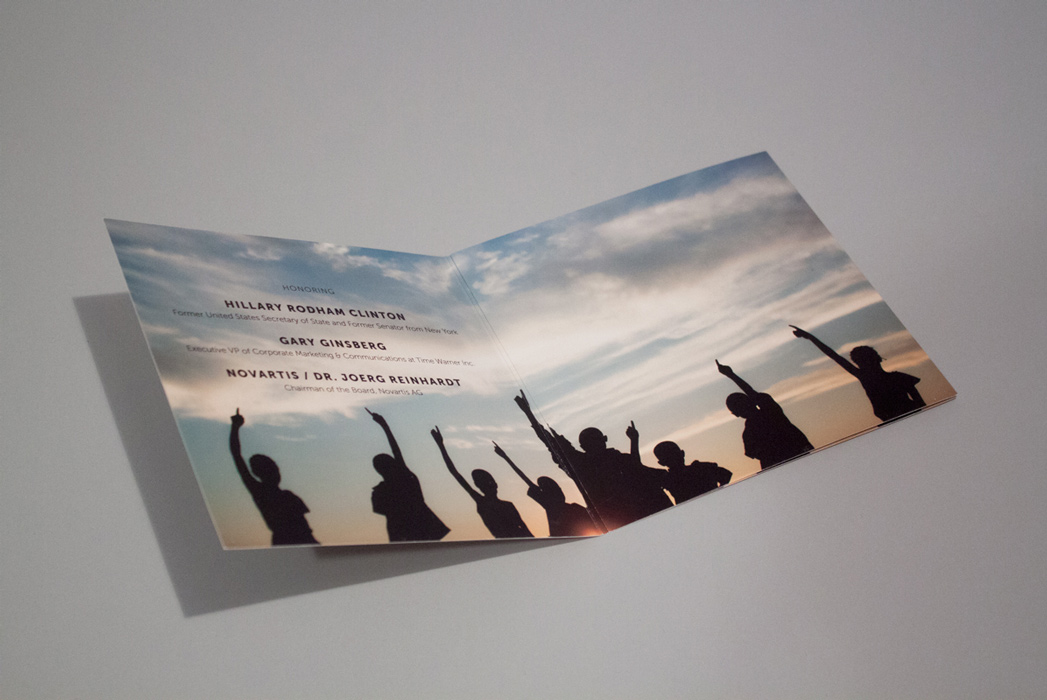 HONORING
HILLARY RODHAM CLINTON
Former United States Secretary of State and Former Senator from New York
GARY GINSBERG
Executive VP of Corporate Marketing & Communications at Time Warner Inc.
NOVARTIS / DR. JOERG REINHARDT
Chairman of the Board, Novartis AG